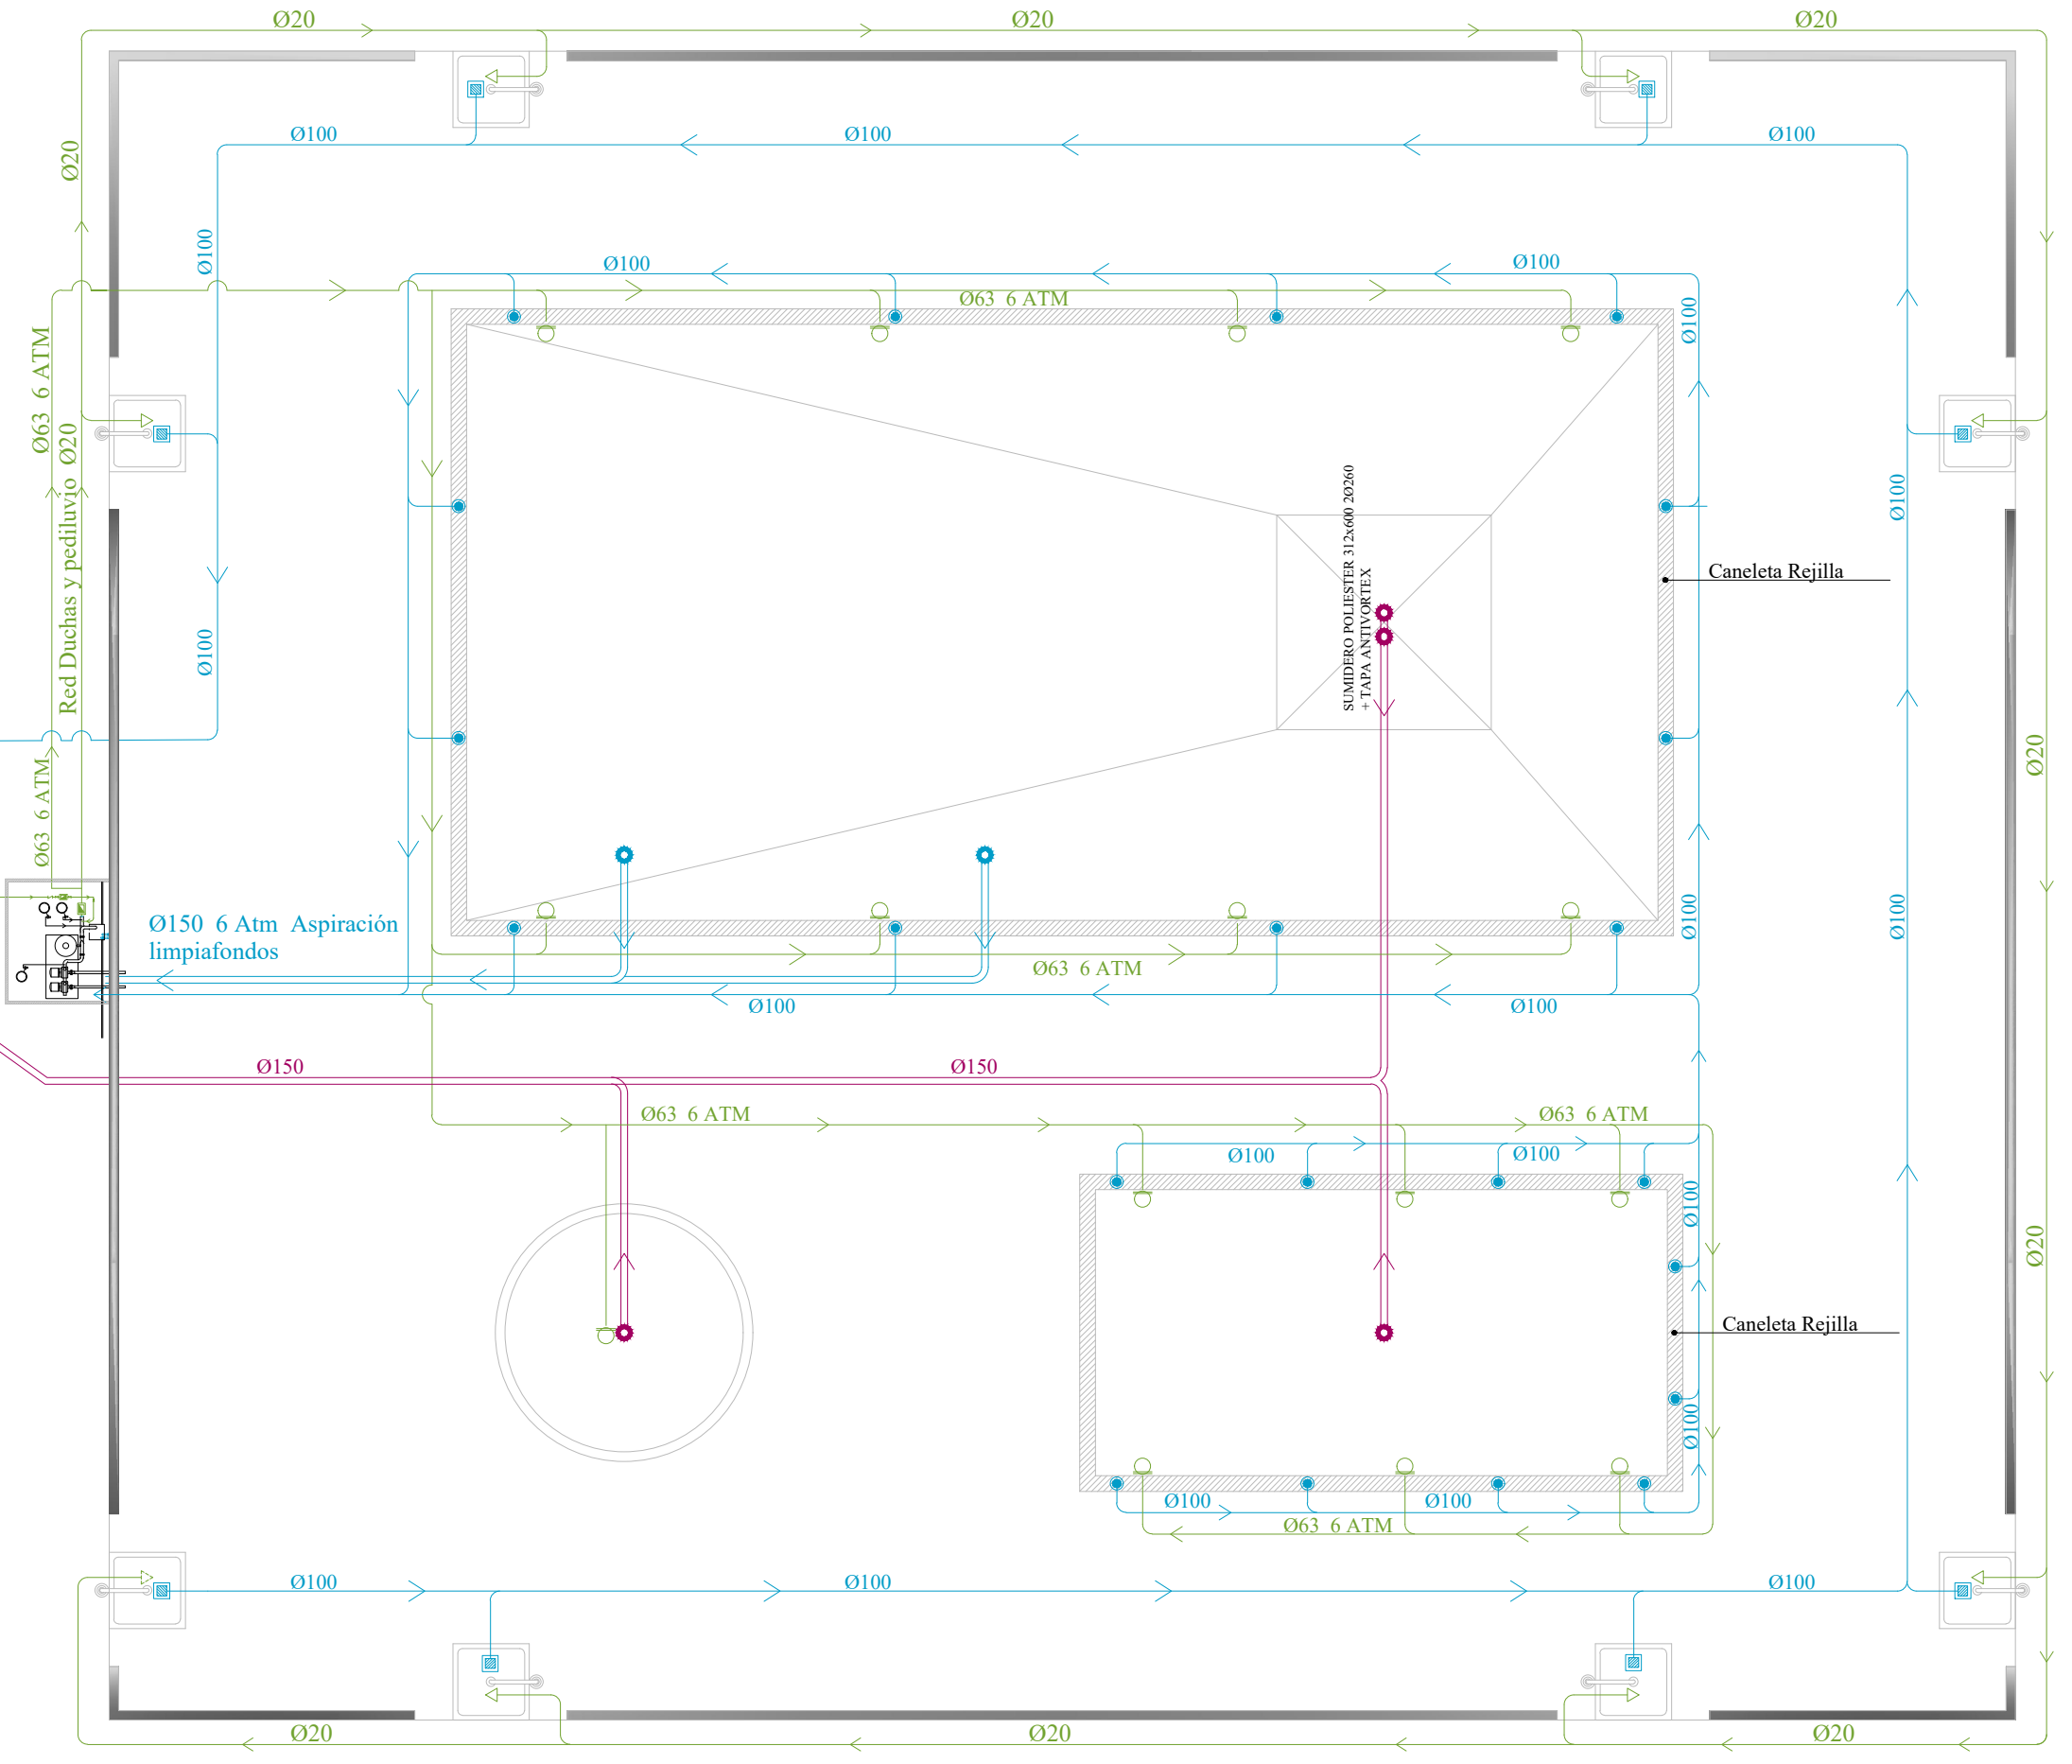 Ø20
Ø20
Ø20
Ø20
Ø100
Ø100
Ø100
Ø100
Ø100
Ø100
Ø63 6 ATM
Ø100
Ø63 6 ATM
Red Duchas y pediluvio Ø20
SUMIDERO POLIESTER 312x600 2Ø260
+ TAPA ANTIVORTEX
Ø100
Caneleta Rejilla
Ø100
Ø20
Ø63 6 ATM
Ø150 6 Atm Aspiración
limpiafondos
Ø100
Ø100
Ø63 6 ATM
Ø100
Ø100
Ø150
Ø150
Ø63 6 ATM
Ø63 6 ATM
Ø100
Ø100
Ø100
Ø20
Caneleta Rejilla
Ø100
Ø100
Ø100
Ø63 6 ATM
Ø100
Ø100
Ø100
Ø20
Ø20
Ø20